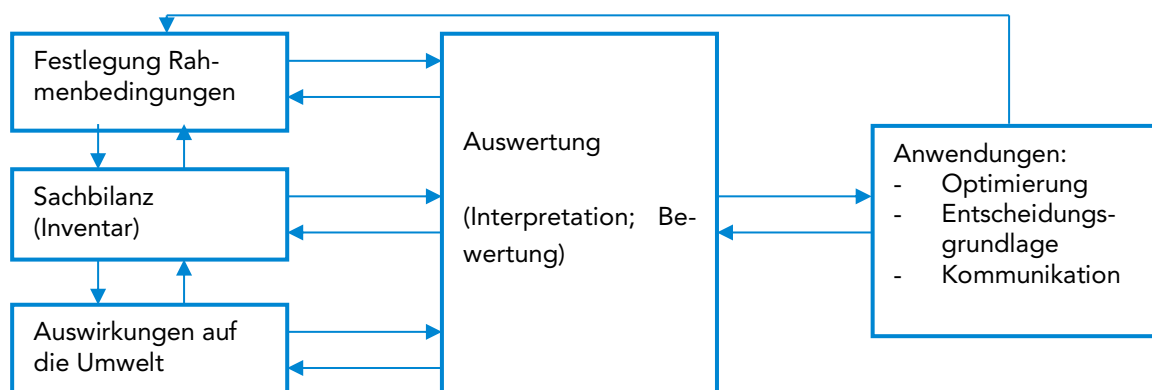 Festlegung Rah-
menbedingungen
Sachbilanz
(Inventar)
Auswirkungen auf
die Umwelt
Auswertung
(Interpretation; Be-
wertung)
Anwendungen:
- Optimierung
- Entscheidungs-
grundlage
- Kommunikation